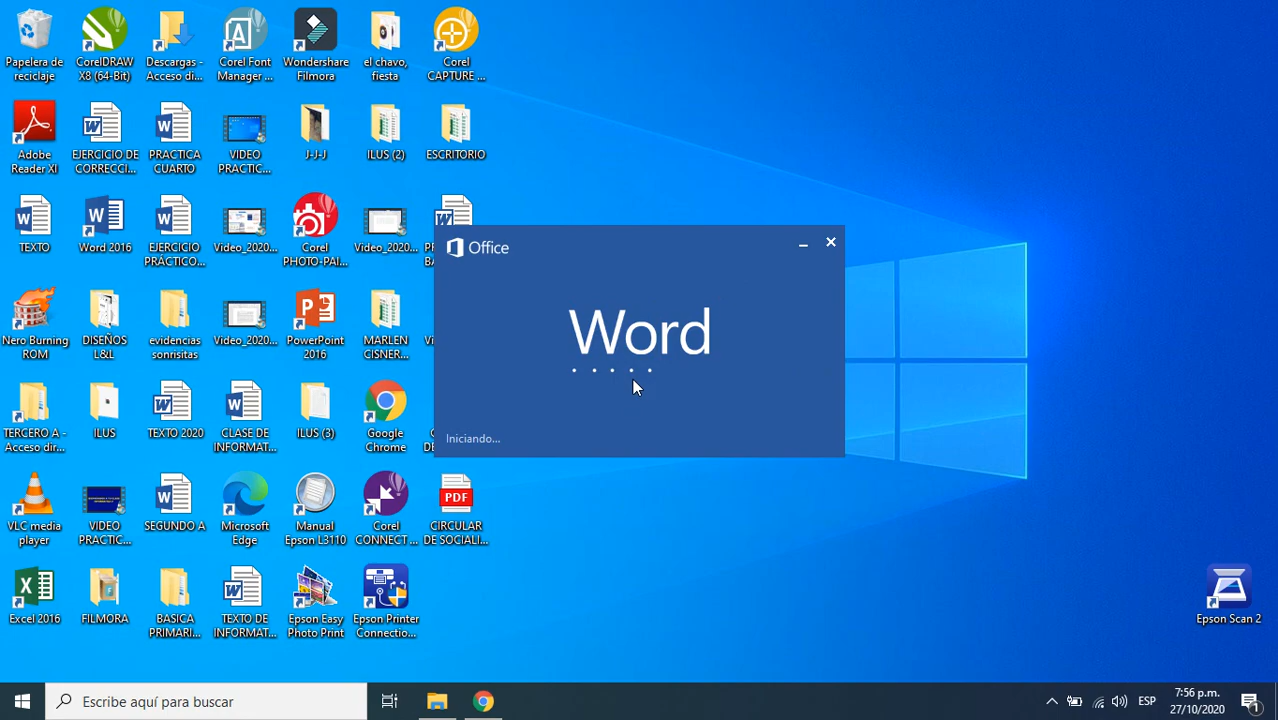 Papelera de
reciclaje
CorelDRAW
X8 (64-Bit)
Descargas -
Acceso di...
Corel Font
Manager ...
Wondershare
Filmora
el chavo,
fiesta
Corel
CAPTURE ...
Adobe
Reader XI
EJERCICIO DE
CORRECCI...
PRACTICA
CUARTO
VIDEO
PRACTIC...
J-J-J
ILUS (2)
ESCRITORIO
TEXTO
Word 2016
EJERCICIO
PRÁCTICO...
Video_2020...
Corel
PHOTO-PAI...
Video_2020...
Office
Word
Iniciando...
Nero Burning
ROM
DISEÑOS
L&L
evidencias
sonrisitas
Video_2020...
PowerPoint
2016
MARLEN
CISNER...
TERCERO A -
Acceso dir...
ILUS
TEXTO 2020
CLASE DE
INFORMAT...
ILUS (3)
Google
Chrome
VLC media
player
VIDEO
PRACTIC...
SEGUNDO A
Microsoft
Edge
Manual
Epson L3110
Corel
CONNECT ...
PDF
CIRCULAR
DE SOCIALI...
Excel 2016
FILMORA
BASICA
PRIMARI...
TEXTO DE
INFORMAT...
Epson Easy
Photo Print
Epson Printer
Connectio...
Epson Scan 2
Escribe aquí para buscar
ESP
7:56 p.m.
27/10/2020
1